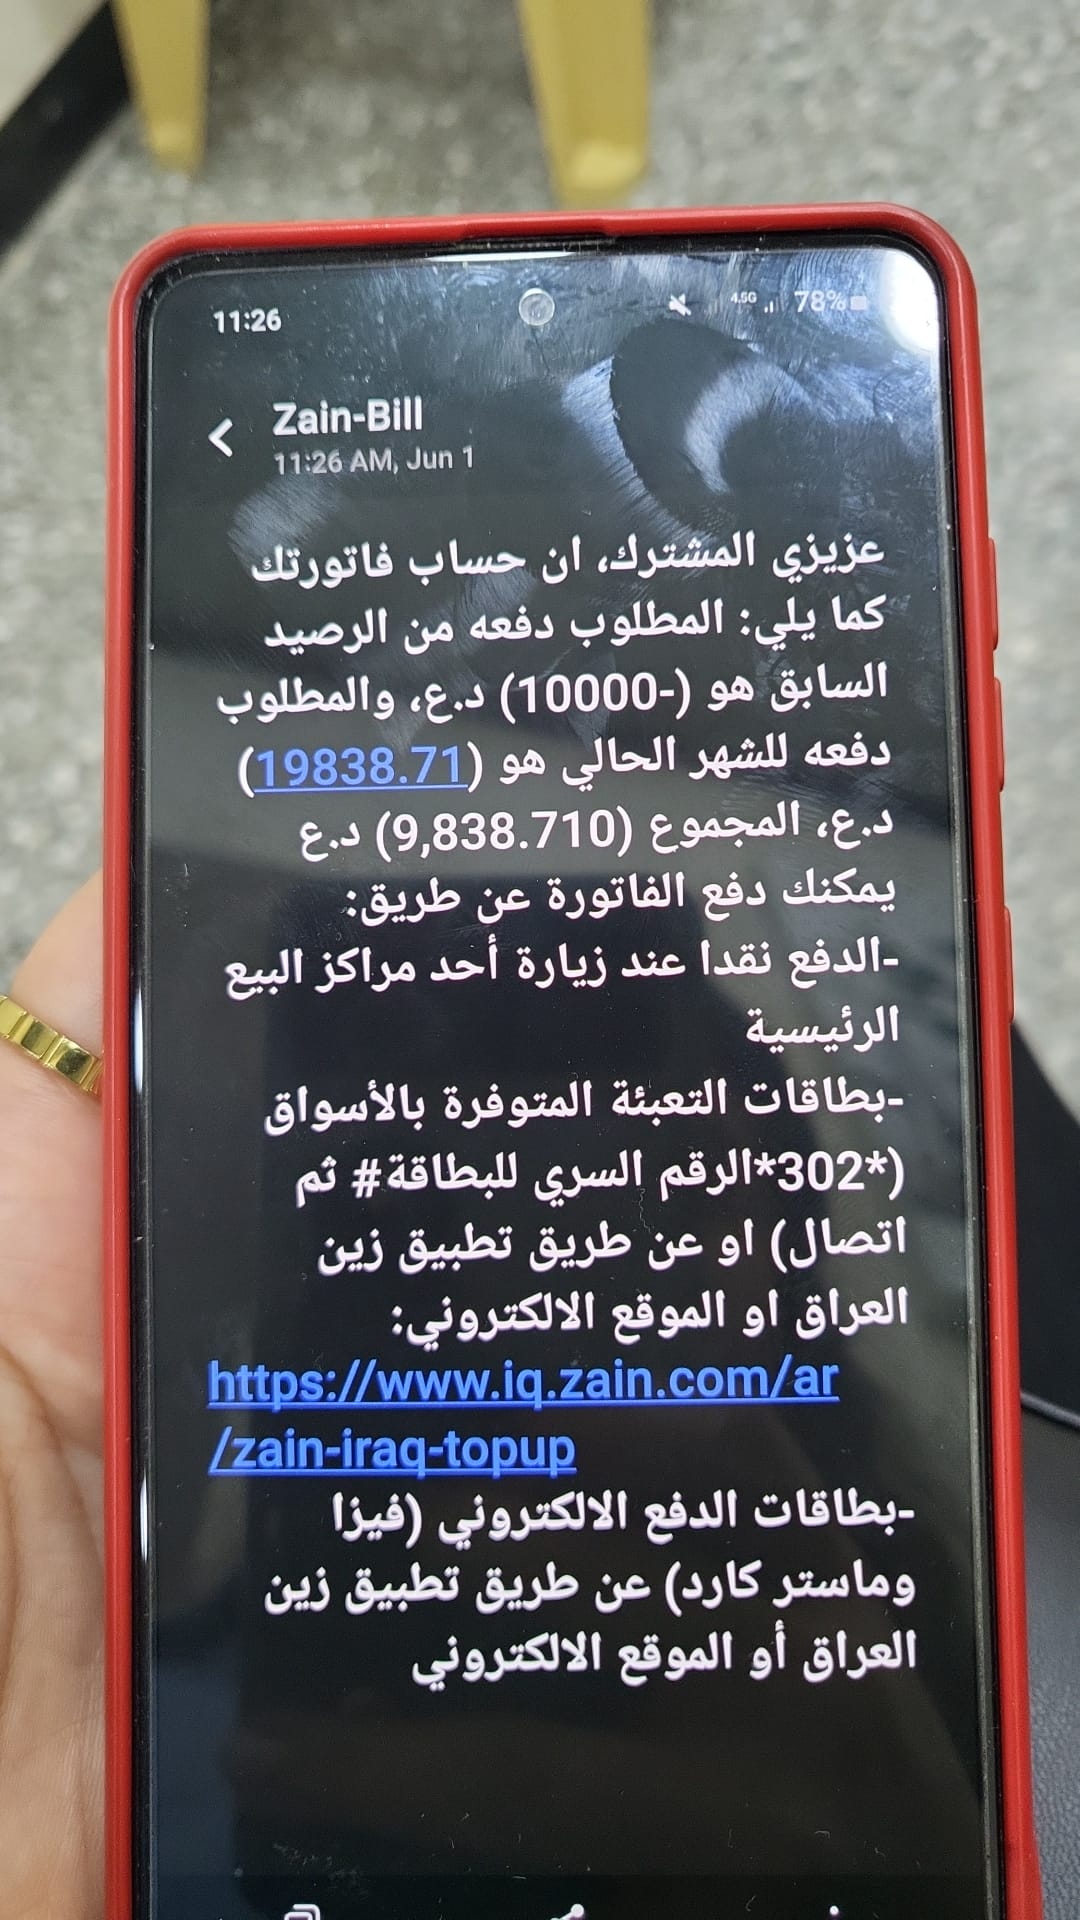 11:26
4.5G
78%
Zain-Bill
11:26 AM, Jun 1
عزيزي المشترك، ان حساب فاتورتك
كما يلي: المطلوب دفعه من الرصيد
السابق هو (-10000) د.ع، والمطلوب
دفعه للشهر الحالي هو (19838.71)
د.ع، المجموع (9,838.710) د.ع
يمكنك دفع الفاتورة عن طريق:
-الدفع نقدا عند زيارة أحد مراكز البيع
الرئيسية
-بطاقات التعبئة المتوفرة بالأسواق
(*302*الرقم السري للبطاقة# ثم
اتصال) او عن طريق تطبيق زين
العراق او الموقع الالكتروني:
https://www.iq.zain.com/ar
/zain-iraq-topup
-بطاقات الدفع الالكتروني (فيزا
وماستر كارد) عن طريق تطبيق زين
العراق أو الموقع الالكتروني